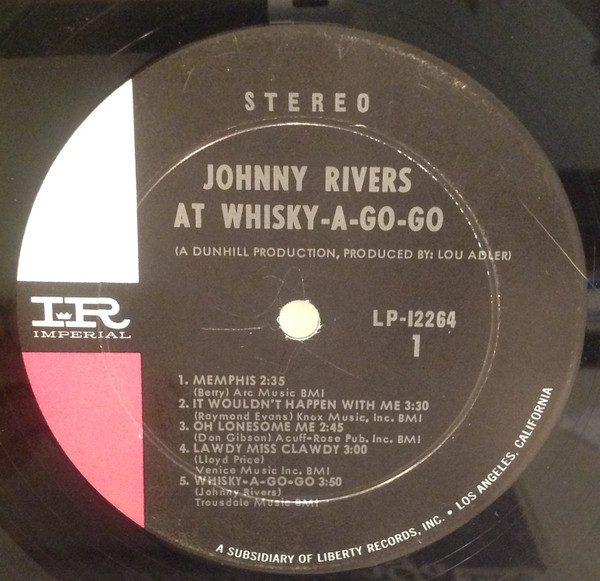 STEREO
JOHNNY RIVERS
AT WHISKY-A-GO-GO
(A DUNHILL PRODUCTION, PRODUCED BY: LOU ADLER)
IR
IMPERIAL
LP-12264
1
1. MEMPHIS 2:35
(Berry) Arc Music BMI
2. IT WOULDN'T HAPPEN WITH ME 3:30
(Raymond Evans) Knox Music, Inc. BMI
3. OH LONESOME ME 2:45
(Don Gibson) Acuff-Rose Pub. Inc. BMI
4. LAWDY MISS CLAWDY 3:00
(Lloyd Price)
Venice Music Inc. BMI
5. WHISKY-A-GO-GO 3:50
(Johnny Rivers)
Trousdale Music BMI
A SUBSIDIARY OF LIBERTY RECORDS, INC. • LOS ANGELES, CALIFORNIA